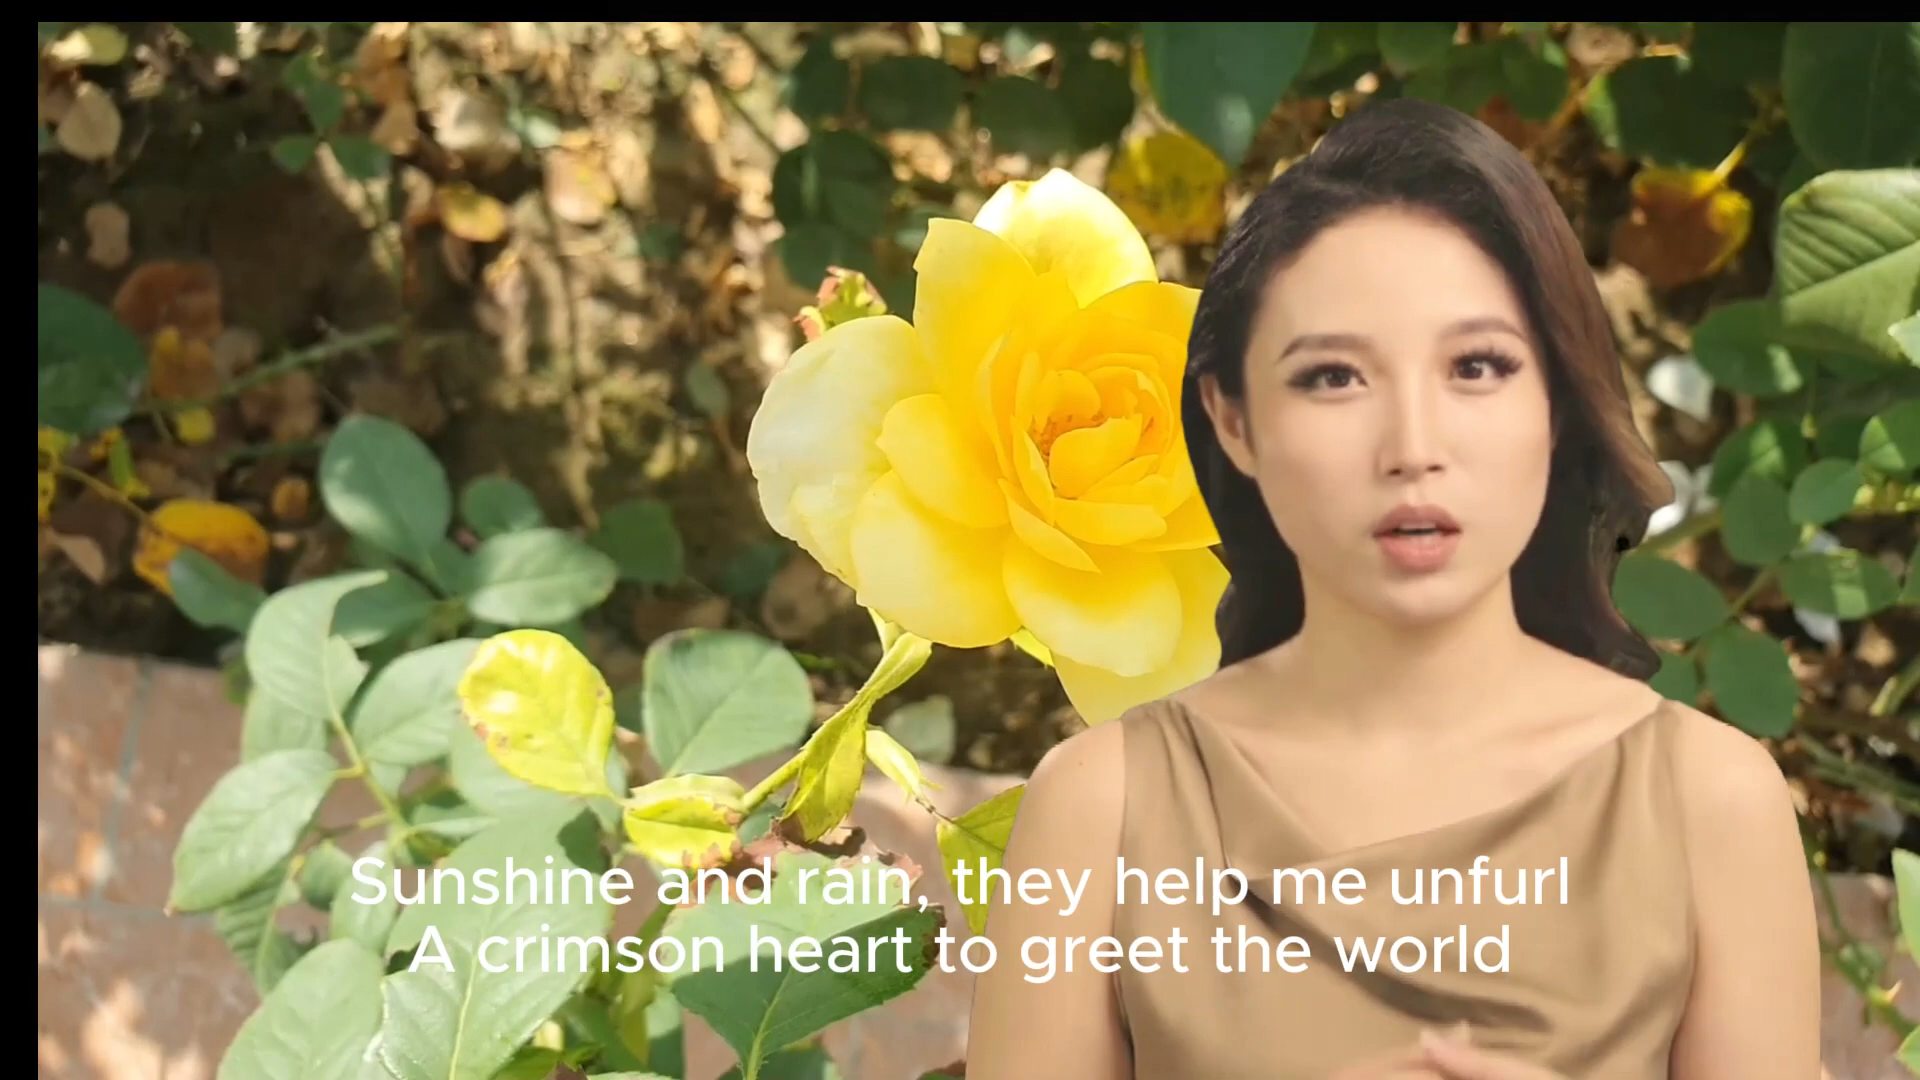 Sunshine and rain, they help me unfurl
A crimson heart to greet the world